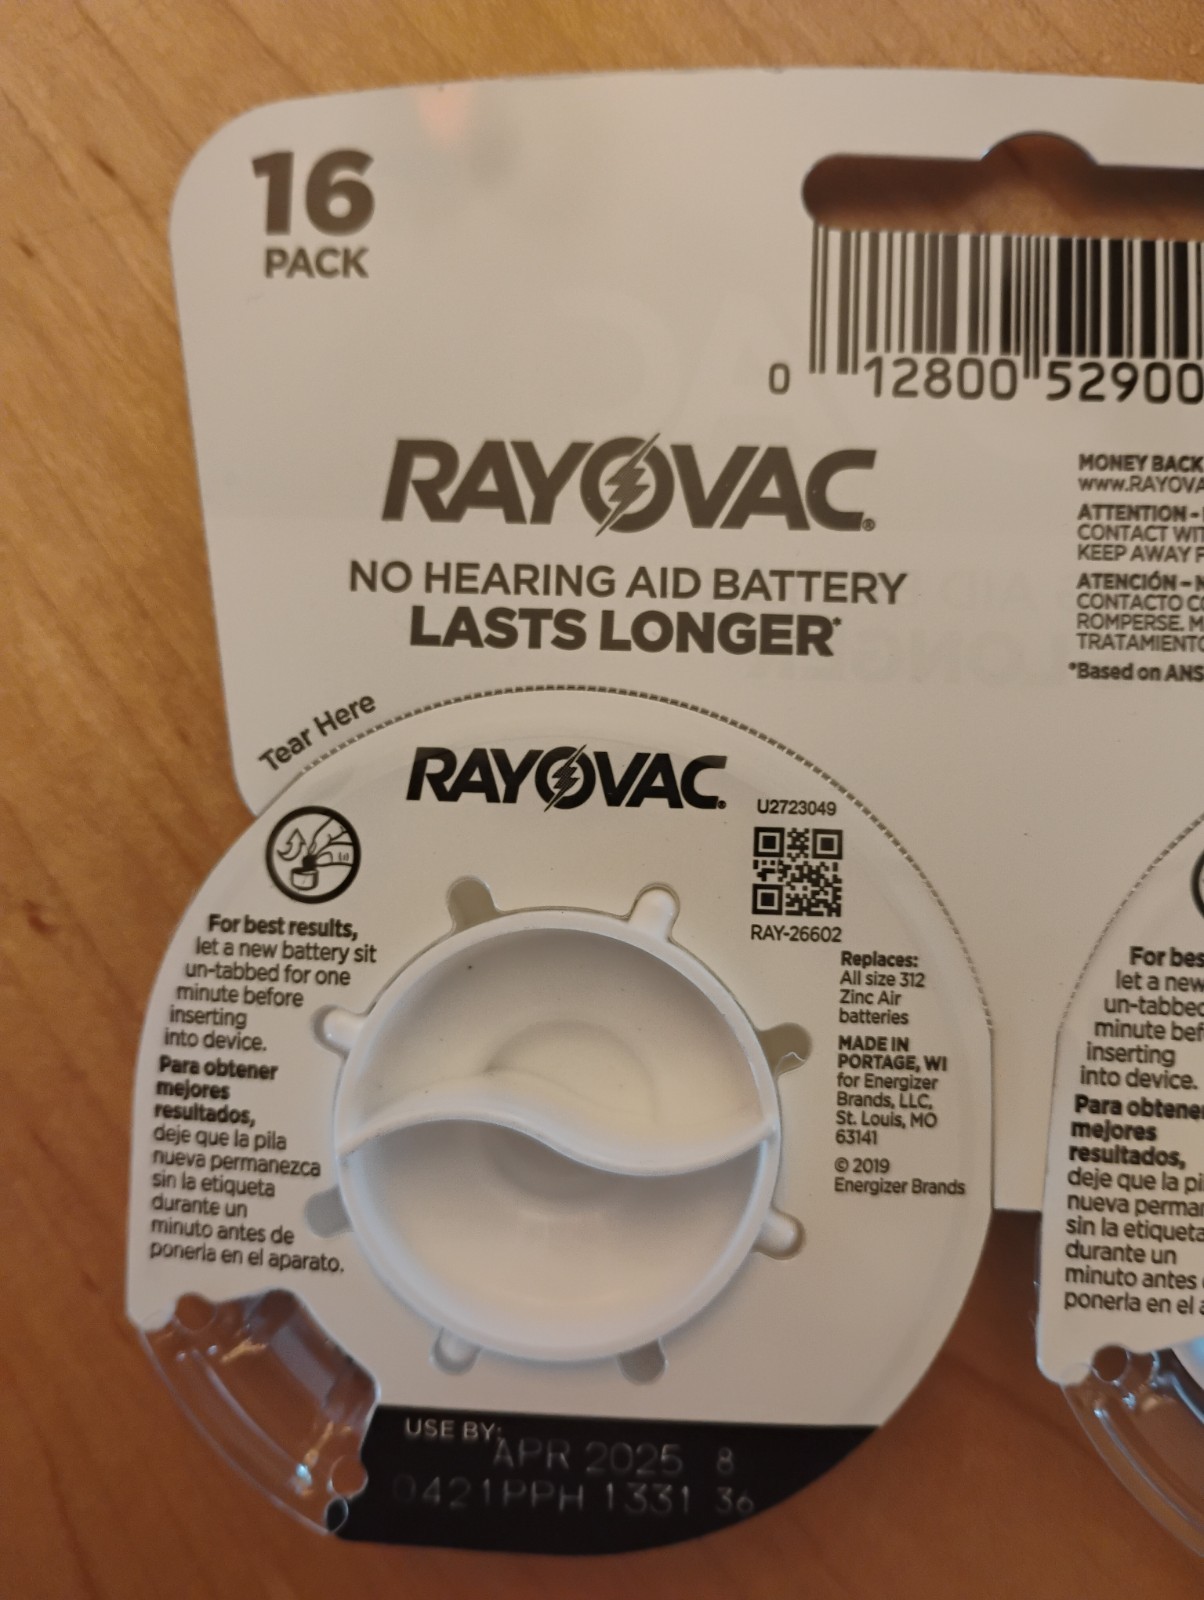 16
PACK
0 12800 52900
RAYOVAC®
NO HEARING AID BATTERY
LASTS LONGER*
MONEY BACK
www.RAYOVA
ATTENTION –
CONTACT WIT
KEEP AWAY F
ATENCIÓN – N
CONTACTO CO
ROMPERSE. M
TRATAMIENTO
*Based on ANS
Tear Here
RAYOVAC®
U2723049
RAY-26602
For best results,
let a new battery sit
un-tabbed for one
minute before
inserting
into device.
Para obtener
mejores
resultados,
deje que la pila
nueva permanezca
sin la etiqueta
durante un
minuto antes de
ponerla en el aparato.
Replaces:
All size 312
Zinc Air
batteries
MADE IN
PORTAGE, WI
for Energizer
Brands, LLC,
St. Louis, MO
63141
© 2019
Energizer Brands
USE BY:
APR 2025 8
0421PPH 1331 36
For bes
let a new
un-tabbed
minute bef
inserting
into device.
Para obtener
mejores
resultados,
deje que la pi
nueva permar
sin la etiqueta
durante un
minuto antes
ponerla en el a